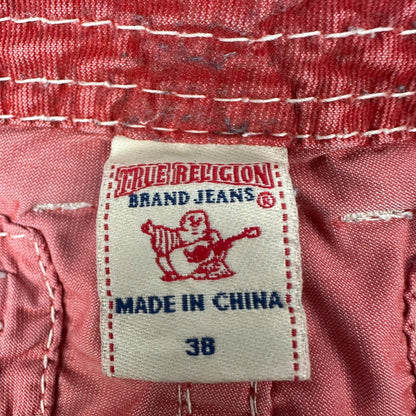 TRUE RELIGION
BRAND JEANS®
MADE IN CHINA
38